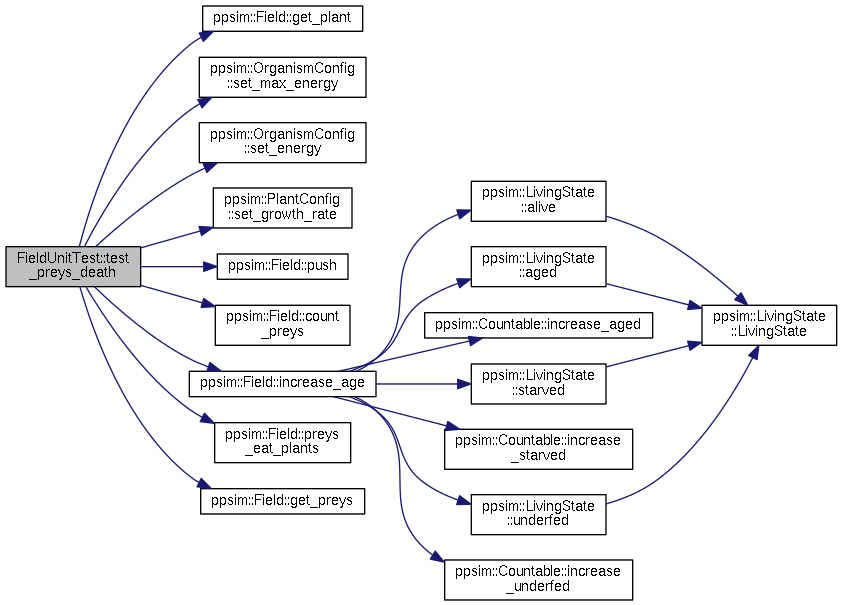 ppsim::Field::get_plant
ppsim::OrganismConfig
::set_max_energy
ppsim::OrganismConfig
::set_energy
ppsim::PlantConfig
::set_growth_rate
FieldUnitTest::test
_preys_death
ppsim::Field::push
ppsim::Field::count
_preys
ppsim::Field::increase_age
ppsim::Field::preys
_eat_plants
ppsim::Field::get_preys
ppsim::LivingState
::alive
ppsim::LivingState
::aged
ppsim::Countable::increase_aged
ppsim::LivingState
::starved
ppsim::Countable::increase
_starved
ppsim::LivingState
::underfed
ppsim::Countable::increase
_underfed
ppsim::LivingState
::LivingState